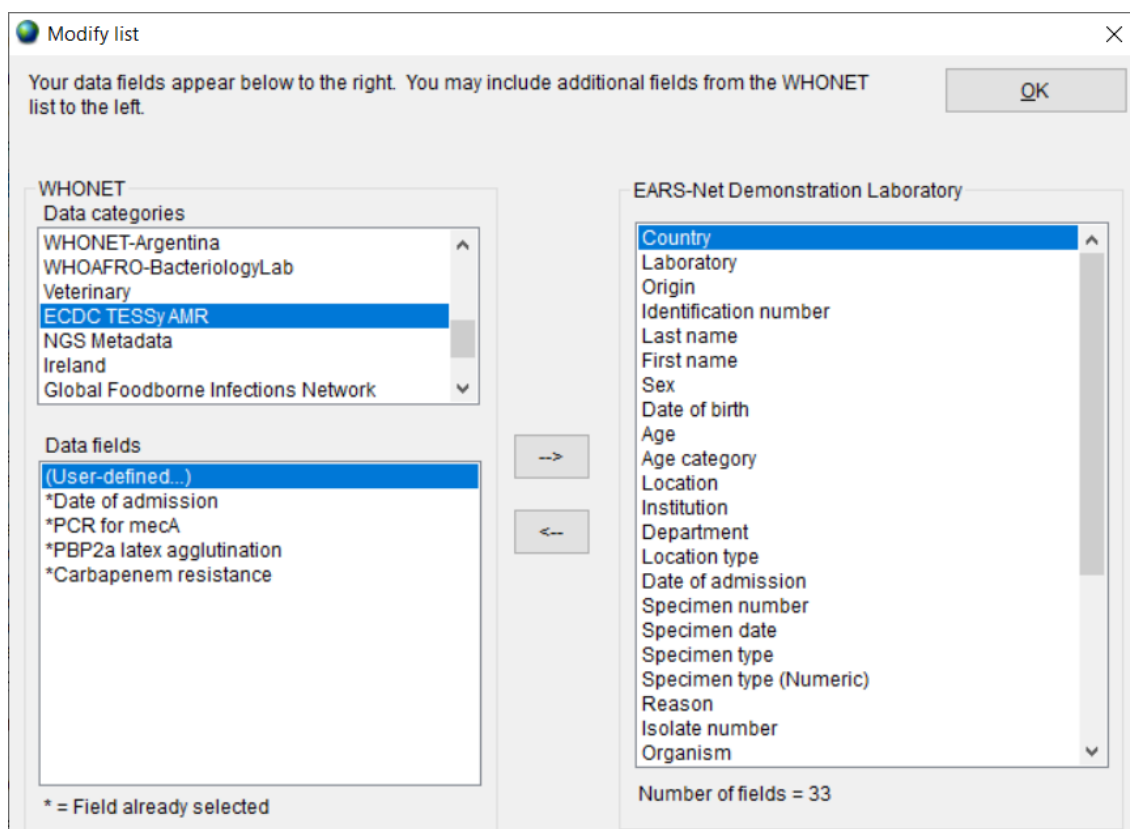 Modify list
Your data fields appear below to the right. You may include additional fields from the WHONET
list to the left.
OK
WHONET
Data categories
WHONET-Argentina
WHOAFRO-BacteriologyLab
Veterinary
ECDC TESSy AMR
NGS Metadata
Ireland
Global Foodborne Infections Network
Data fields
(User-defined...)
*Date of admission
*PCR for mecA
*PBP2a latex agglutination
*Carbapenem resistance
* = Field already selected
-->
<--
EARS-Net Demonstration Laboratory
Country
Laboratory
Origin
Identification number
Last name
First name
Sex
Date of birth
Age
Age category
Location
Institution
Department
Location type
Date of admission
Specimen number
Specimen date
Specimen type
Specimen type (Numeric)
Reason
Isolate number
Organism
Number of fields = 33